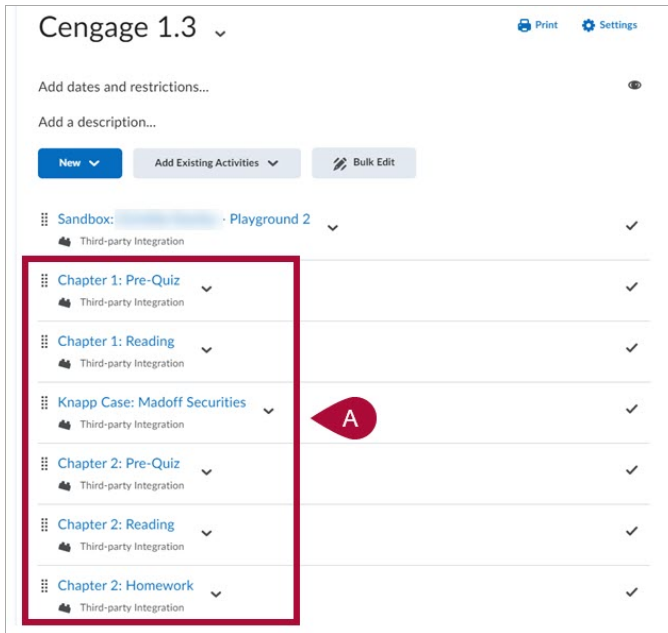 Cengage 1.3
Print Settings
Add dates and restrictions...
Add a description...
New Add Existing Activities Bulk Edit
Sandbox: - Playground 2
Third-party Integration
Chapter 1: Pre-Quiz
Third-party Integration
Chapter 1: Reading
Third-party Integration
Knapp Case: Madoff Securities
Third-party Integration
A
Chapter 2: Pre-Quiz
Third-party Integration
Chapter 2: Reading
Third-party Integration
Chapter 2: Homework
Third-party Integration